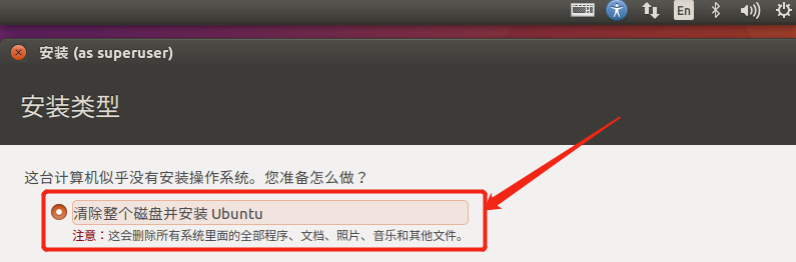 En
安装 (as superuser)
安装类型
这台计算机似乎没有安装操作系统。您准备怎么做？
清除整个磁盘并安装 Ubuntu
注意：这会删除所有系统里面的全部程序、文档、照片、音乐和其他文件。